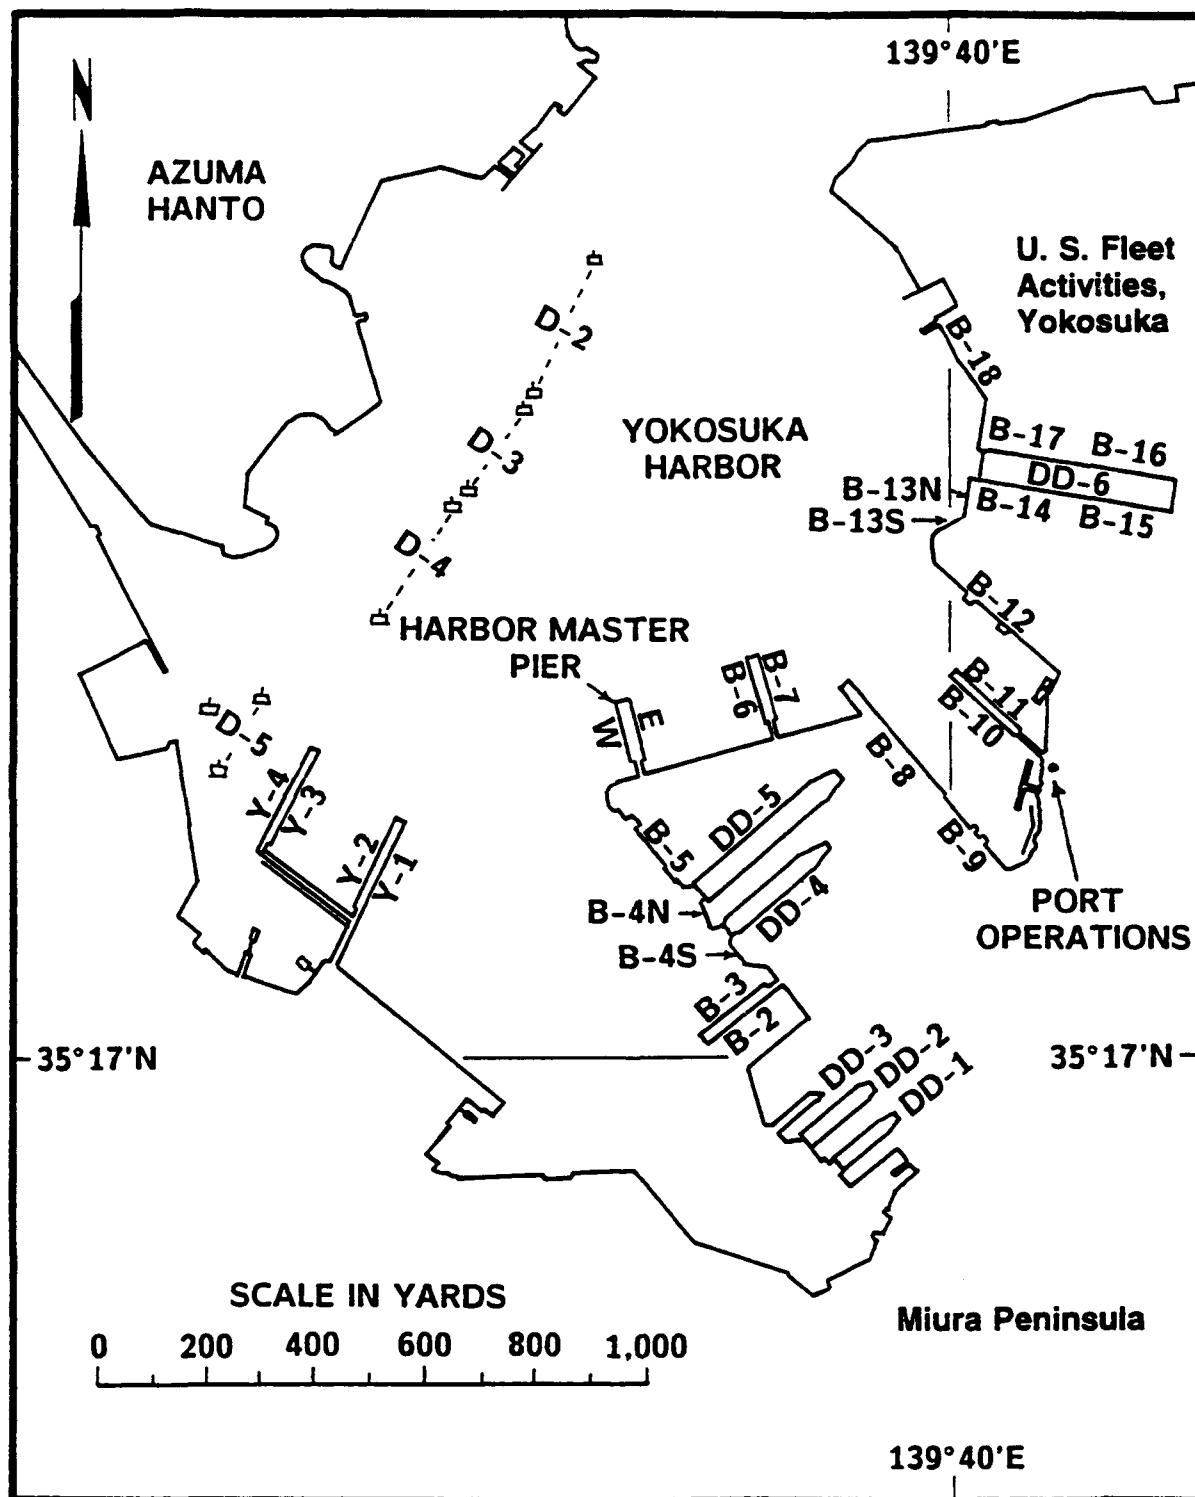 139°40'E
N
AZUMA
HANTO
U. S. Fleet
Activities,
Yokosuka
D-2
B-18
YOKOSUKA
HARBOR
D-3
B-17
B-16
DD-6
B-13N
B-14
B-15
B-13S
D-4
B-12
HARBOR MASTER
PIER
B-6
B-7
B-11
B-10
W
E
D-5
B-8
Y-4
Y-3
DD-5
B-5
B-9
Y-2
Y-1
DD-4
B-4N
PORT
OPERATIONS
B-4S
B-3
B-2
35°17'N
DD-3
DD-2
DD-1
35°17'N
SCALE IN YARDS
0 200 400 600 800 1,000
Miura Peninsula
139°40'E